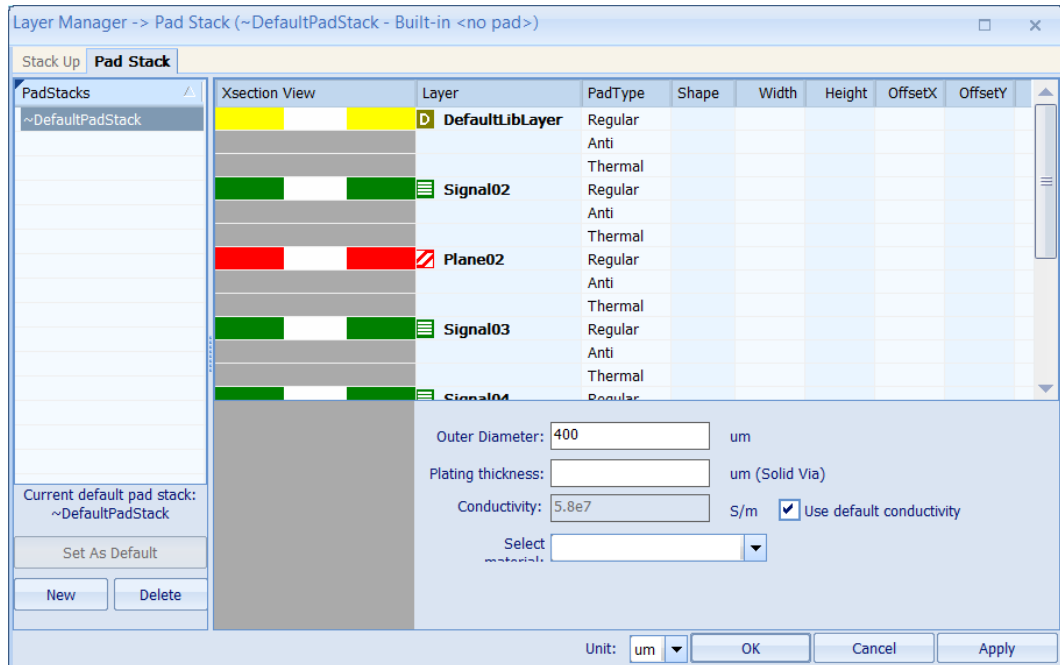 Layer Manager -> Pad Stack (~DefaultPadStack - Built-in <no pad>)
Stack Up Pad Stack
PadStacks
~DefaultPadStack
Xsection View Layer PadType Shape Width Height OffsetX OffsetY
D DefaultLibLayer Regular
Anti
Thermal
Signal02 Regular
Anti
Thermal
Plane02 Regular
Anti
Thermal
Signal03 Regular
Anti
Thermal
Signal04 Regular
Outer Diameter: 400 um
Plating thickness: um (Solid Via)
Conductivity: 5.8e7 S/m Use default conductivity
Select
material:
Current default pad stack:
~DefaultPadStack
Set As Default
New Delete
Unit: um OK Cancel Apply